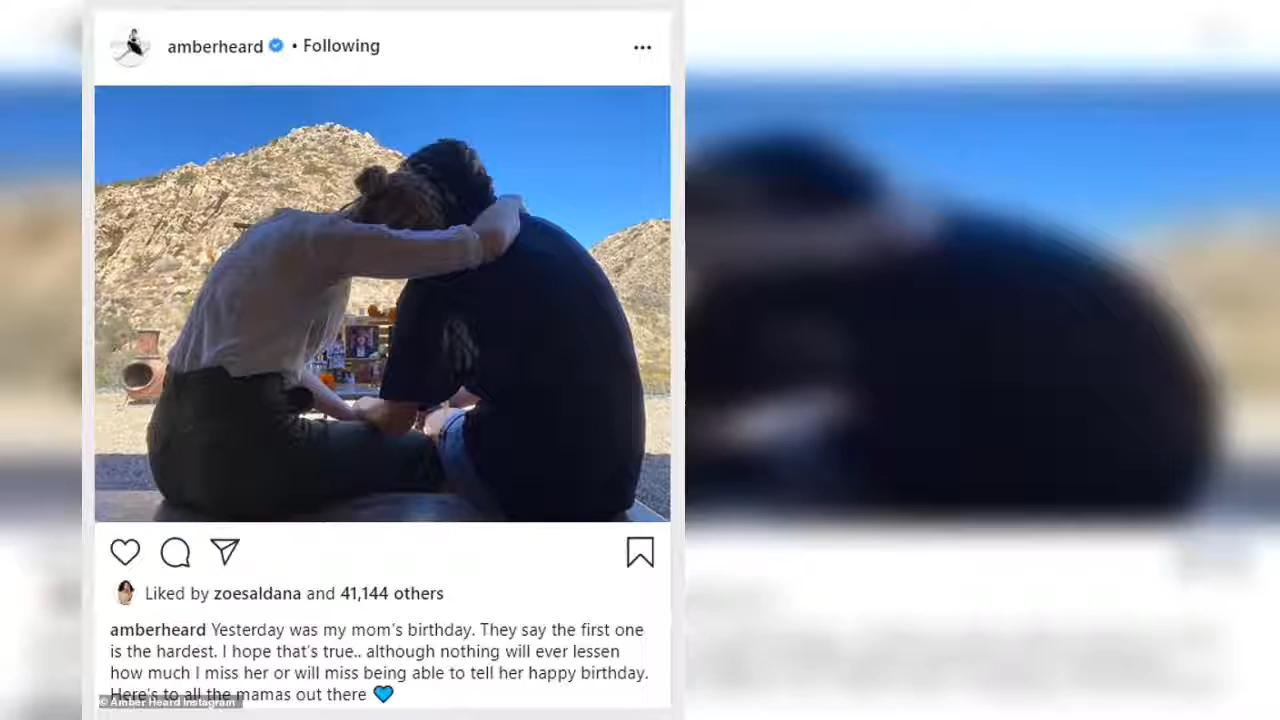 amberheard • Following
Liked by zoesaldana and 41,144 others
amberheard Yesterday was my mom's birthday. They say the first one
is the hardest. I hope that's true.. although nothing will ever lessen
how much I miss her or will miss being able to tell her happy birthday.
Here's to all the mamas out there 💙
© Amber Heard Instagram